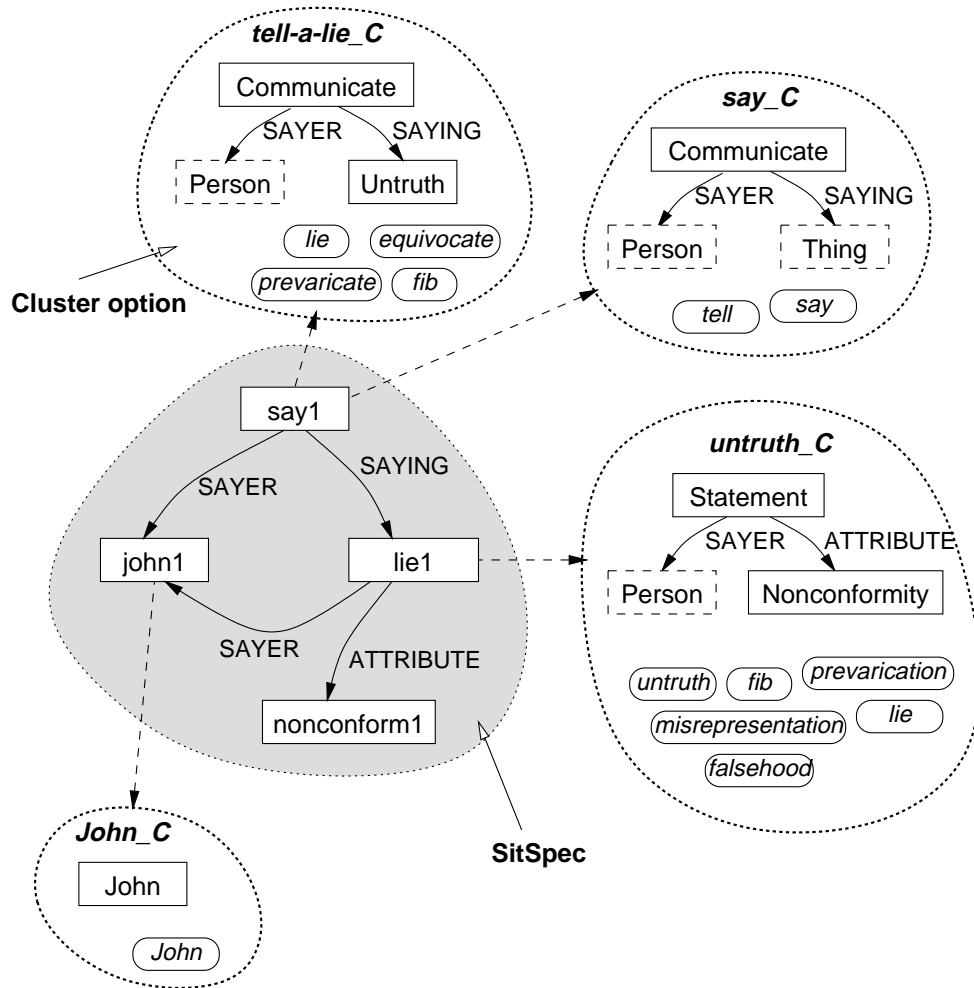 tell-a-lie_C
Communicate
SAYER SAYING
Person Untruth
lie equivocate
prevaricate fib
Cluster option
say_C
Communicate
SAYER SAYING
Person Thing
tell say
say1
SAYER SAYING
john1 lie1
SAYER ATTRIBUTE
nonconform1
SitSpec
untruth_C
Statement
SAYER ATTRIBUTE
Person Nonconformity
untruth fib prevarication
misrepresentation lie
falsehood
John_C
John
John